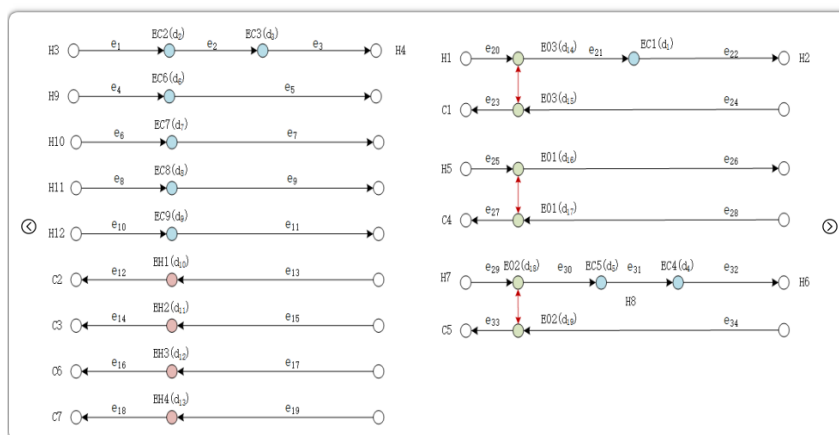 EC2(d₂) EC3(d₃)
H3 e₁ e₂ e₃ H4
EC6(d₆)
H9 e₄ e₅
EC7(d₇)
H10 e₆ e₇
EC8(d₈)
H11 e₈ e₉
EC9(d₉)
H12 e₁₀ e₁₁
EH1(d₁₀)
C2 e₁₂ e₁₃
EH2(d₁₁)
C3 e₁₄ e₁₅
EH3(d₁₂)
C6 e₁₆ e₁₇
EH4(d₁₃)
C7 e₁₈ e₁₉
E03(d₁₄) EC1(d₁)
H1 e₂₀ e₂₁ e₂₂ H2
C1 e₂₃ E03(d₁₅) e₂₄
E01(d₁₆)
H5 e₂₅ e₂₆
C4 e₂₇ E01(d₁₇) e₂₈
H7 e₂₉ E02(d₁₈) e₃₀ EC5(d₅) e₃₁ EC4(d₄) e₃₂ H6
H8
C5 e₃₃ E02(d₁₉) e₃₄